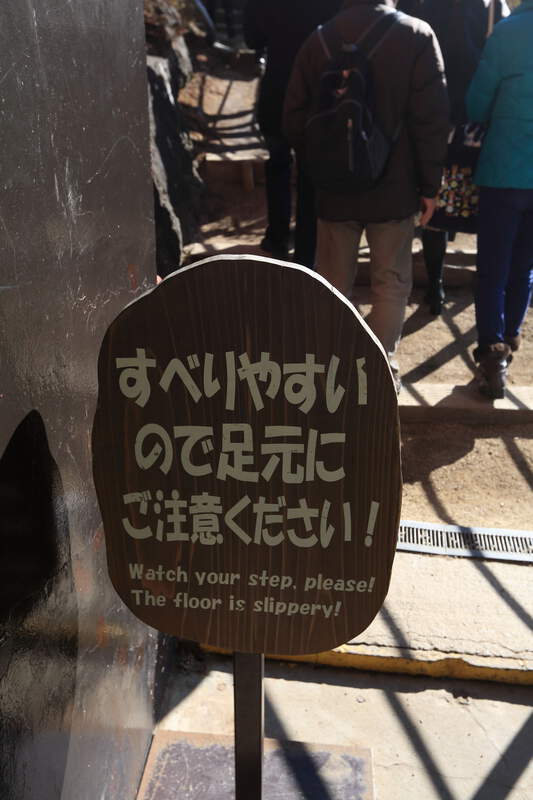 すべりやすい
ので足元に
ご注意ください!
Watch your step, please!
The floor is slippery!